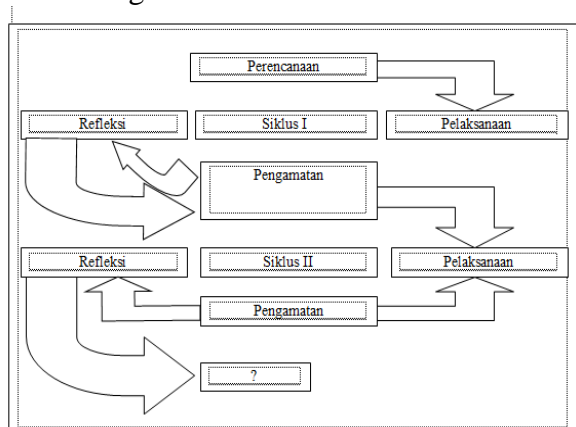 Perencanaan
Refleksi
Siklus I
Pelaksanaan
Pengamatan
Refleksi
Siklus II
Pelaksanaan
Pengamatan
?